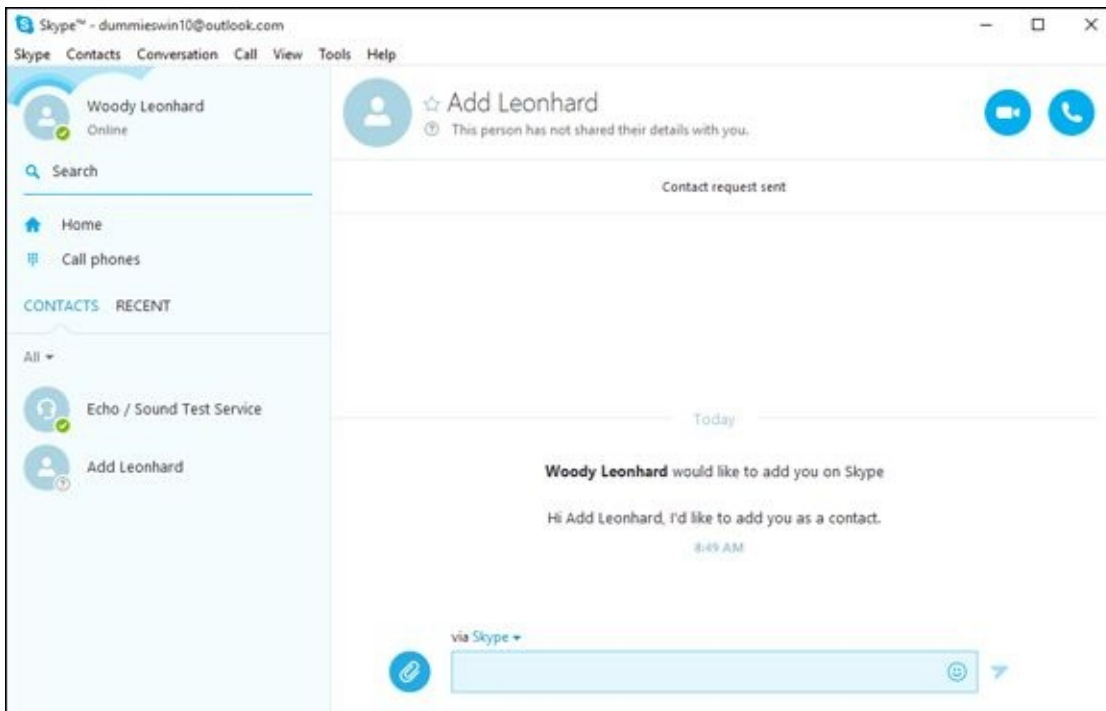 Skype™ - dummieswin10@outlook.com
Skype Contacts Conversation Call View Tools Help
Woody Leonhard
Online
Search
Home
Call phones
CONTACTS RECENT
All
Echo / Sound Test Service
Add Leonhard
Add Leonhard
This person has not shared their details with you.
Contact request sent
Today
Woody Leonhard would like to add you on Skype
Hi Add Leonhard, I'd like to add you as a contact.
8:49 AM
via Skype